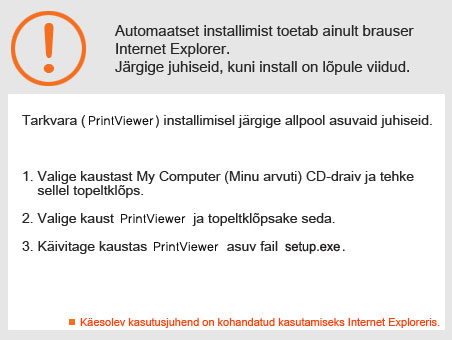 Automaatset installimist toetab ainult brauser
Internet Explorer.
Järgige juhiseid, kuni install on lõpule viidud.
Tarkvara (PrintViewer) installimisel järgige allpool asuvaid juhiseid.
1. Valige kaustast My Computer (Minu arvuti) CD-draiv ja tehke
sellel topeltklõps.
2. Valige kaust PrintViewer ja topeltklõpsake seda.
3. Käivitage kaustas PrintViewer asuv fail setup.exe.
Käesolev kasutusjuhend on kohandatud kasutamiseks Internet Exploreris.